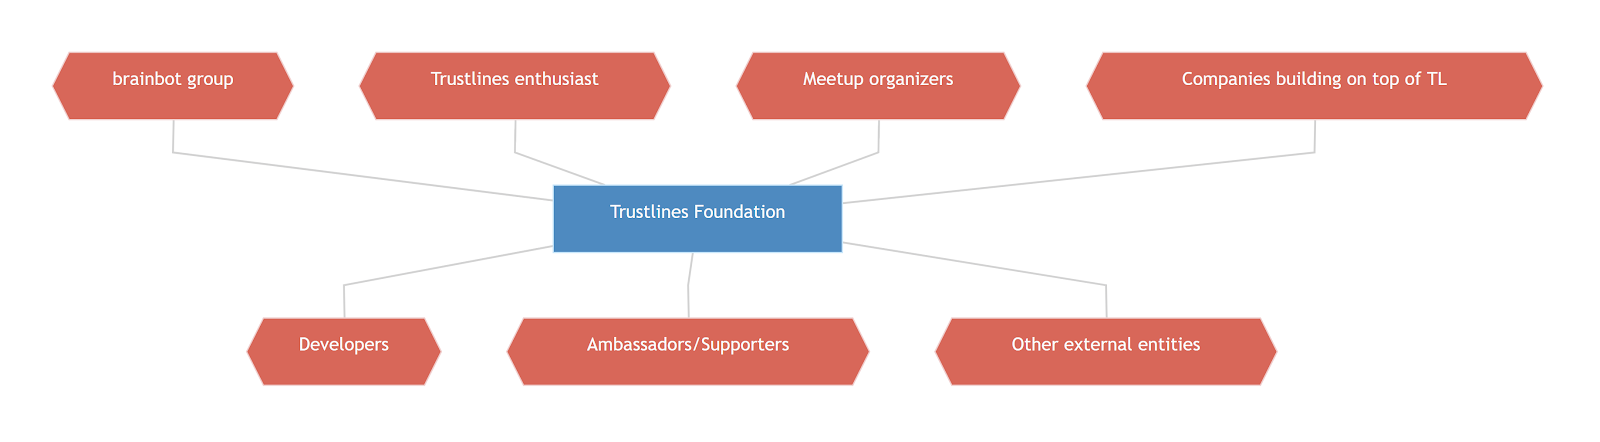 brainbot group
Trustlines enthusiast
Meetup organizers
Companies building on top of TL
Trustlines Foundation
Developers
Ambassadors/Supporters
Other external entities